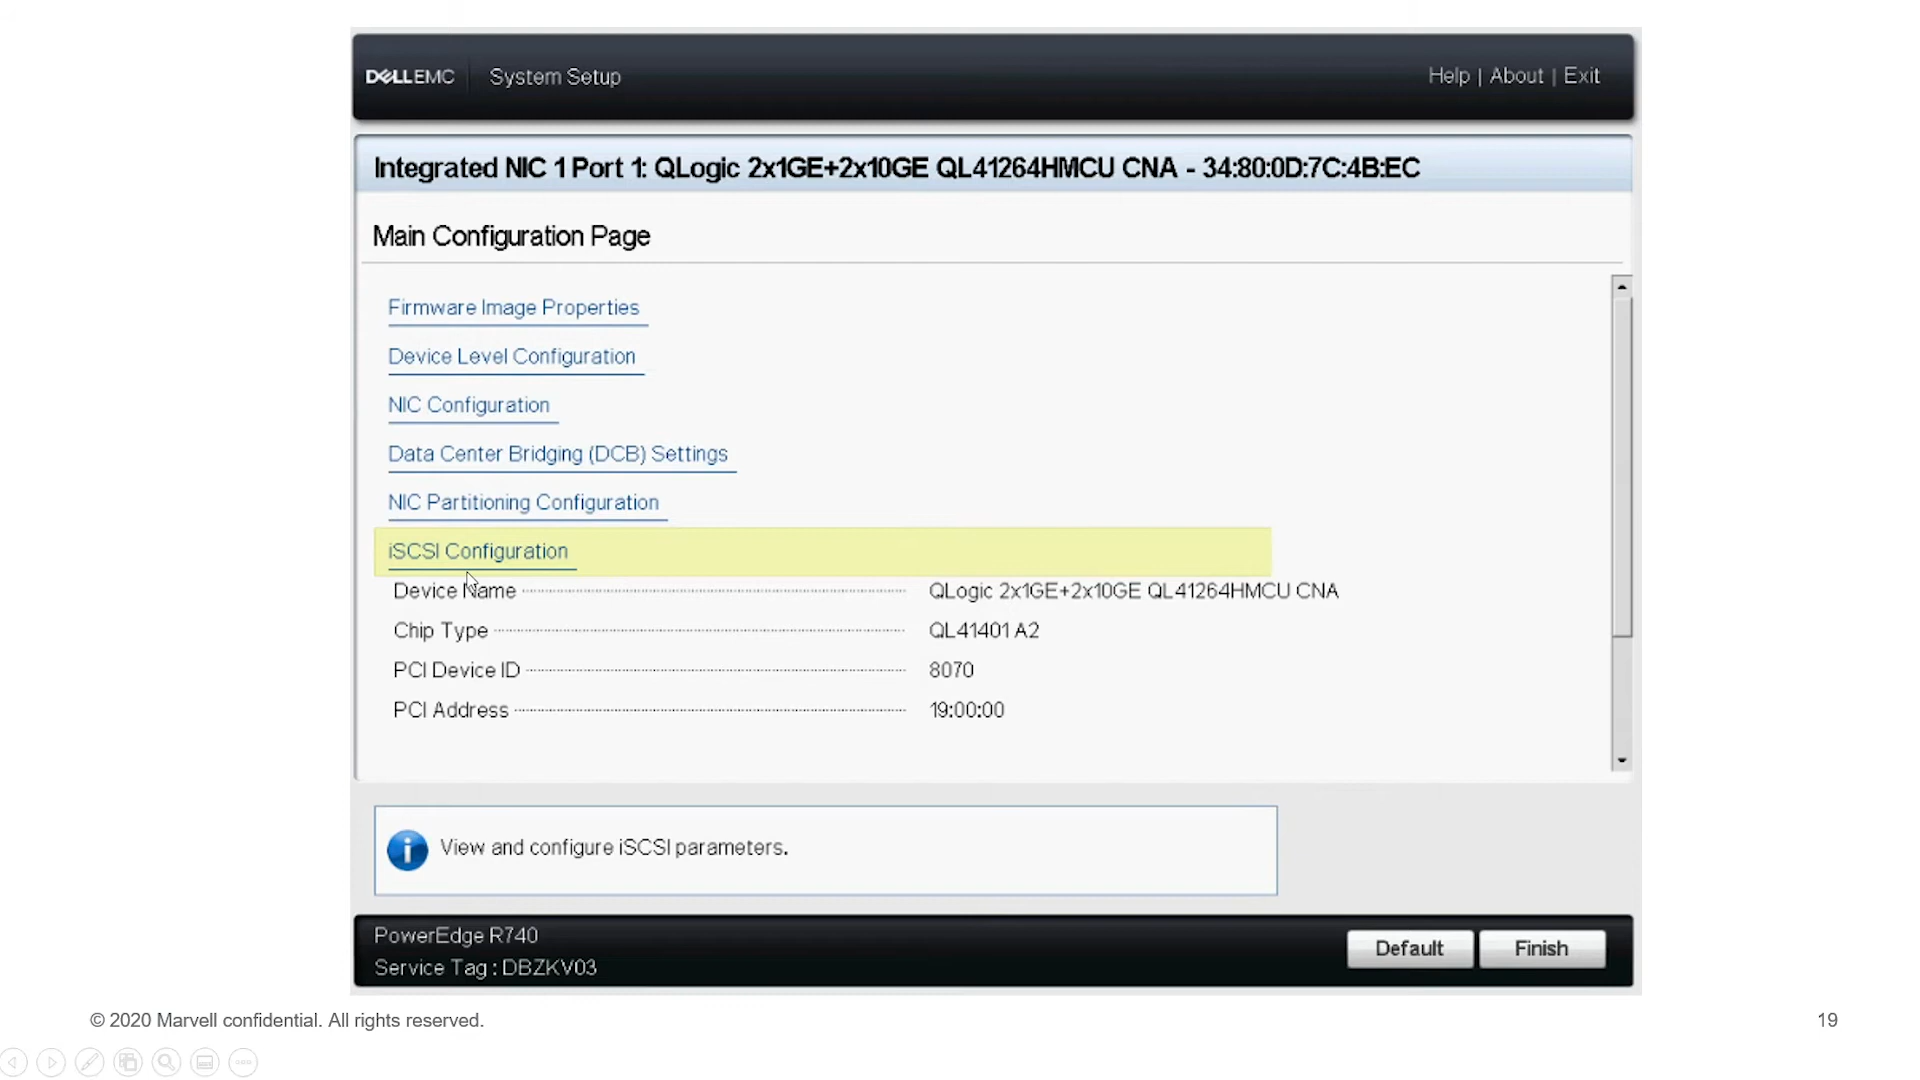 DELLEMC System Setup Help | About | Exit
Integrated NIC 1 Port 1: QLogic 2x1GE+2x10GE QL41264HMCU CNA - 34:80:0D:7C:4B:EC
Main Configuration Page
Firmware Image Properties
Device Level Configuration
NIC Configuration
Data Center Bridging (DCB) Settings
NIC Partitioning Configuration
iSCSI Configuration
Device Name QLogic 2x1GE+2x10GE QL41264HMCU CNA
Chip Type QL41401 A2
PCI Device ID 8070
PCI Address 19:00:00
View and configure iSCSI parameters.
PowerEdge R740
Service Tag : DBZKV03
Default Finish
© 2020 Marvell confidential. All rights reserved. 19